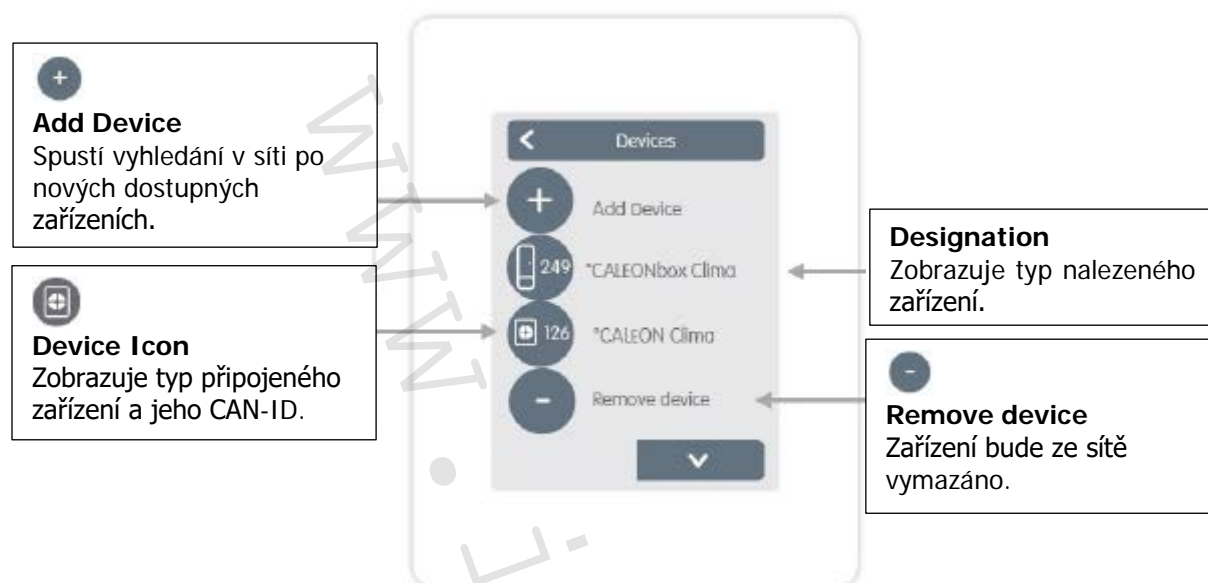 +
Add Device
Spustí vyhledání v síti po
nových dostupných
zařízeních.
Device Icon
Zobrazuje typ připojeného
zařízení a jeho CAN-ID.
Devices
+
Add Device
249
*CALEONbox Clima
126
*CALEON Clima
-
Remove device
Designation
Zobrazuje typ nalezeného
zařízení.
-
Remove device
Zařízení bude ze sítě
vymazáno.
www.